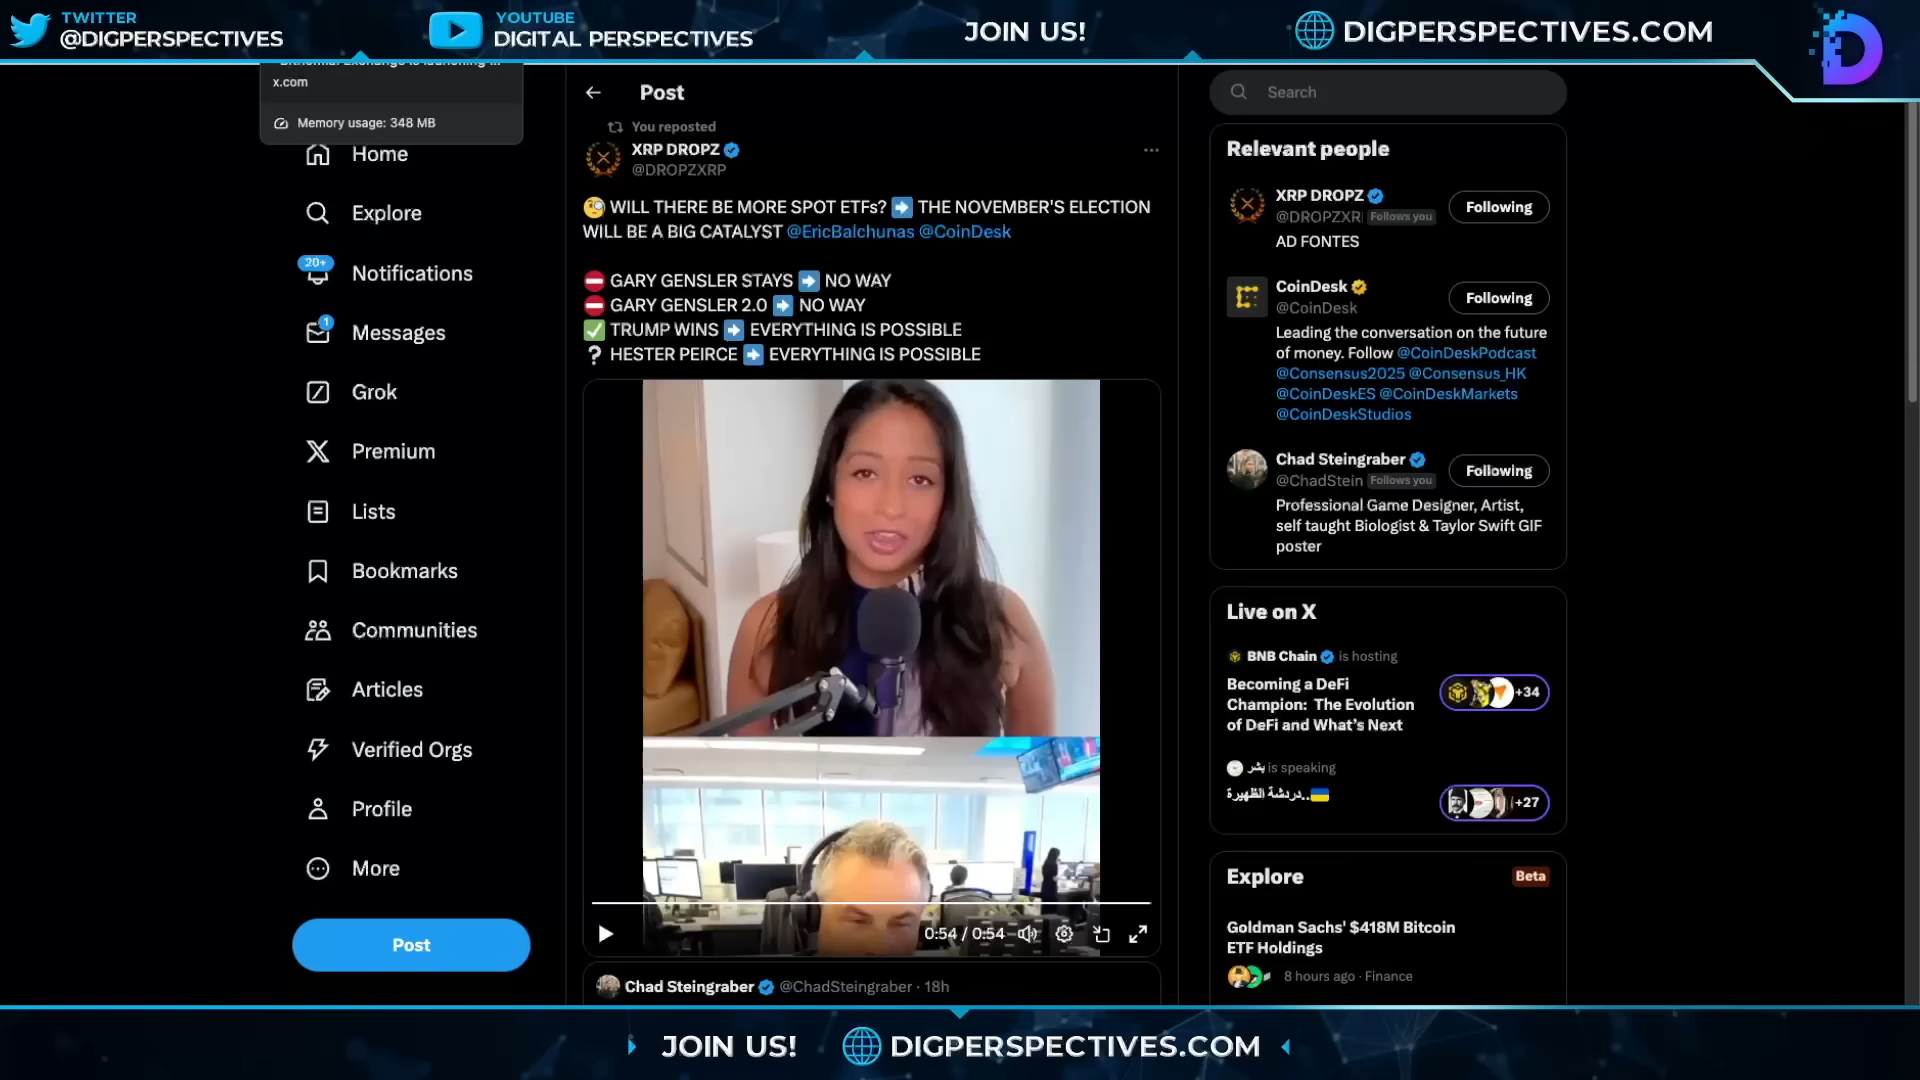 TWITTER
@DIGPERSPECTIVES
YOUTUBE
DIGITAL PERSPECTIVES
JOIN US!
DIGPERSPECTIVES.COM
x.com
Memory usage: 348 MB
Home
Explore
20+
Notifications
1
Messages
Grok
Premium
Lists
Bookmarks
Communities
Articles
Verified Orgs
Profile
More
Post
Post
You reposted
XRP DROPZ
@DROPZXRP
WILL THERE BE MORE SPOT ETFs? ➡️ THE NOVEMBER'S ELECTION
WILL BE A BIG CATALYST @EricBalchunas @CoinDesk
⛔ GARY GENSLER STAYS ➡️ NO WAY
⛔ GARY GENSLER 2.0 ➡️ NO WAY
✅ TRUMP WINS ➡️ EVERYTHING IS POSSIBLE
❔ HESTER PEIRCE ➡️ EVERYTHING IS POSSIBLE
0:54 / 0:54
Chad Steingraber @ChadSteingraber · 18h
Search
Relevant people
XRP DROPZ
@DROPZXR Follows you
Following
AD FONTES
CoinDesk
@CoinDesk
Following
Leading the conversation on the future
of money. Follow @CoinDeskPodcast
@Consensus2025 @Consensus_HK
@CoinDeskES @CoinDeskMarkets
@CoinDeskStudios
Chad Steingraber
@ChadStein Follows you
Following
Professional Game Designer, Artist,
self taught Biologist & Taylor Swift GIF
poster
Live on X
BNB Chain is hosting
Becoming a DeFi
Champion: The Evolution
of DeFi and What's Next
+34
بشر is speaking
دردشة الظهيرة..
+27
Explore
Beta
Goldman Sachs' $418M Bitcoin
ETF Holdings
8 hours ago · Finance
JOIN US!
DIGPERSPECTIVES.COM